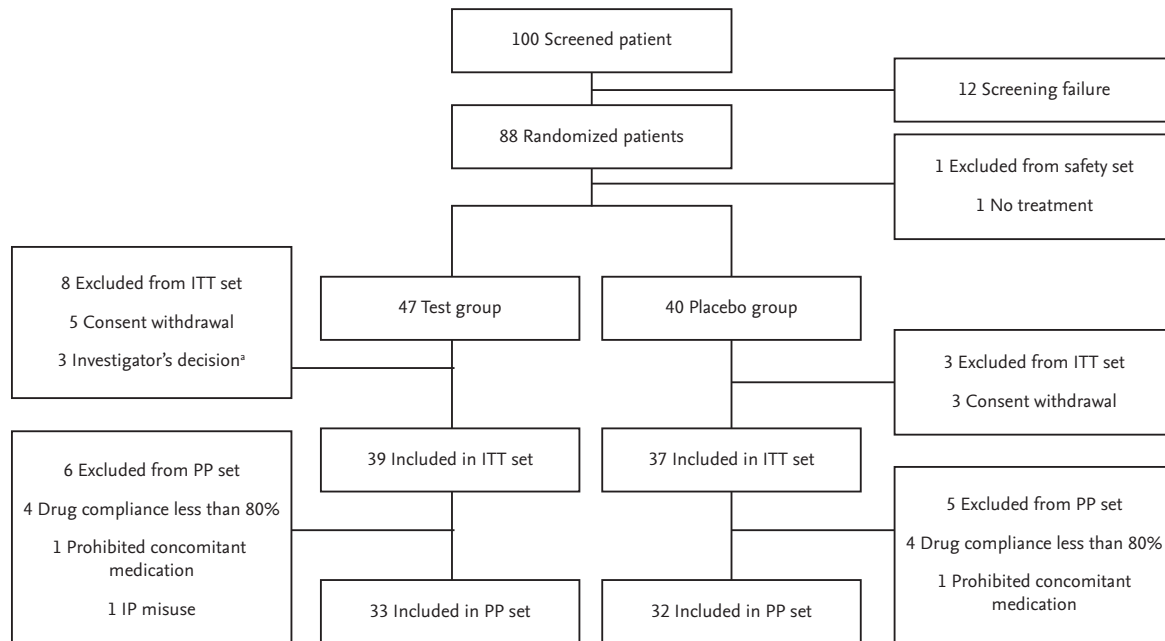 100 Screened patient
12 Screening failure
88 Randomized patients
1 Excluded from safety set
1 No treatment
8 Excluded from ITT set
5 Consent withdrawal
3 Investigator's decisionᵃ
47 Test group
40 Placebo group
3 Excluded from ITT set
3 Consent withdrawal
39 Included in ITT set
37 Included in ITT set
6 Excluded from PP set
4 Drug compliance less than 80%
1 Prohibited concomitant
medication
1 IP misuse
5 Excluded from PP set
4 Drug compliance less than 80%
1 Prohibited concomitant
medication
33 Included in PP set
32 Included in PP set